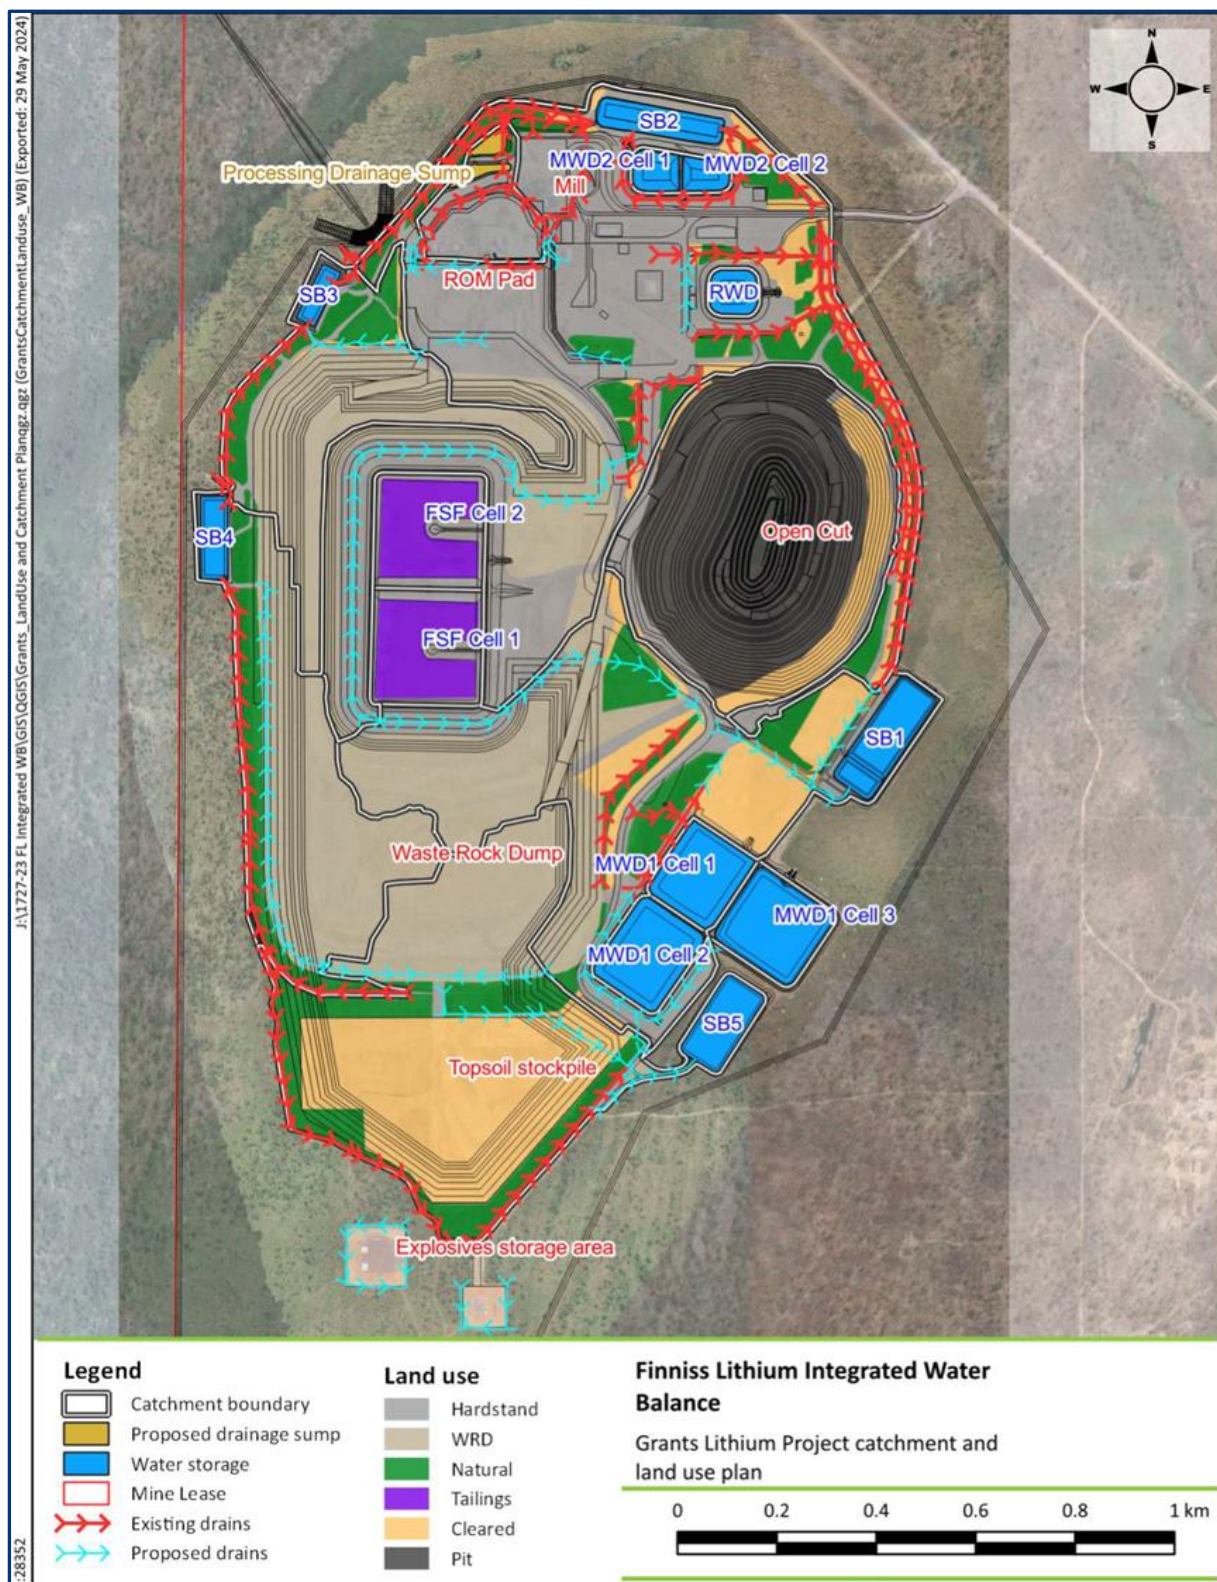 J:\1727-23 FL Integrated WB\GIS\QGIS\Grants_LandUse and Catchment Planqgz.qgz (GrantsCatchmentLanduse_WB) (Exported: 29 May 2024)
:28352
N
W
E
S
SB2
MWD2 Cell 1
MWD2 Cell 2
Processing Drainage Sump
Mill
ROM Pad
RWD
SB3
FSF Cell 2
Open Cut
SB4
FSF Cell 1
SB1
Waste Rock Dump
MWD1 Cell 1
MWD1 Cell 3
MWD1 Cell 2
SB5
Topsoil stockpile
Explosives storage area
Legend
Catchment boundary
Proposed drainage sump
Water storage
Mine Lease
Existing drains
Proposed drains
Land use
Hardstand
WRD
Natural
Tailings
Cleared
Pit
Finniss Lithium Integrated Water
Balance
Grants Lithium Project catchment and
land use plan
0 0.2 0.4 0.6 0.8 1 km